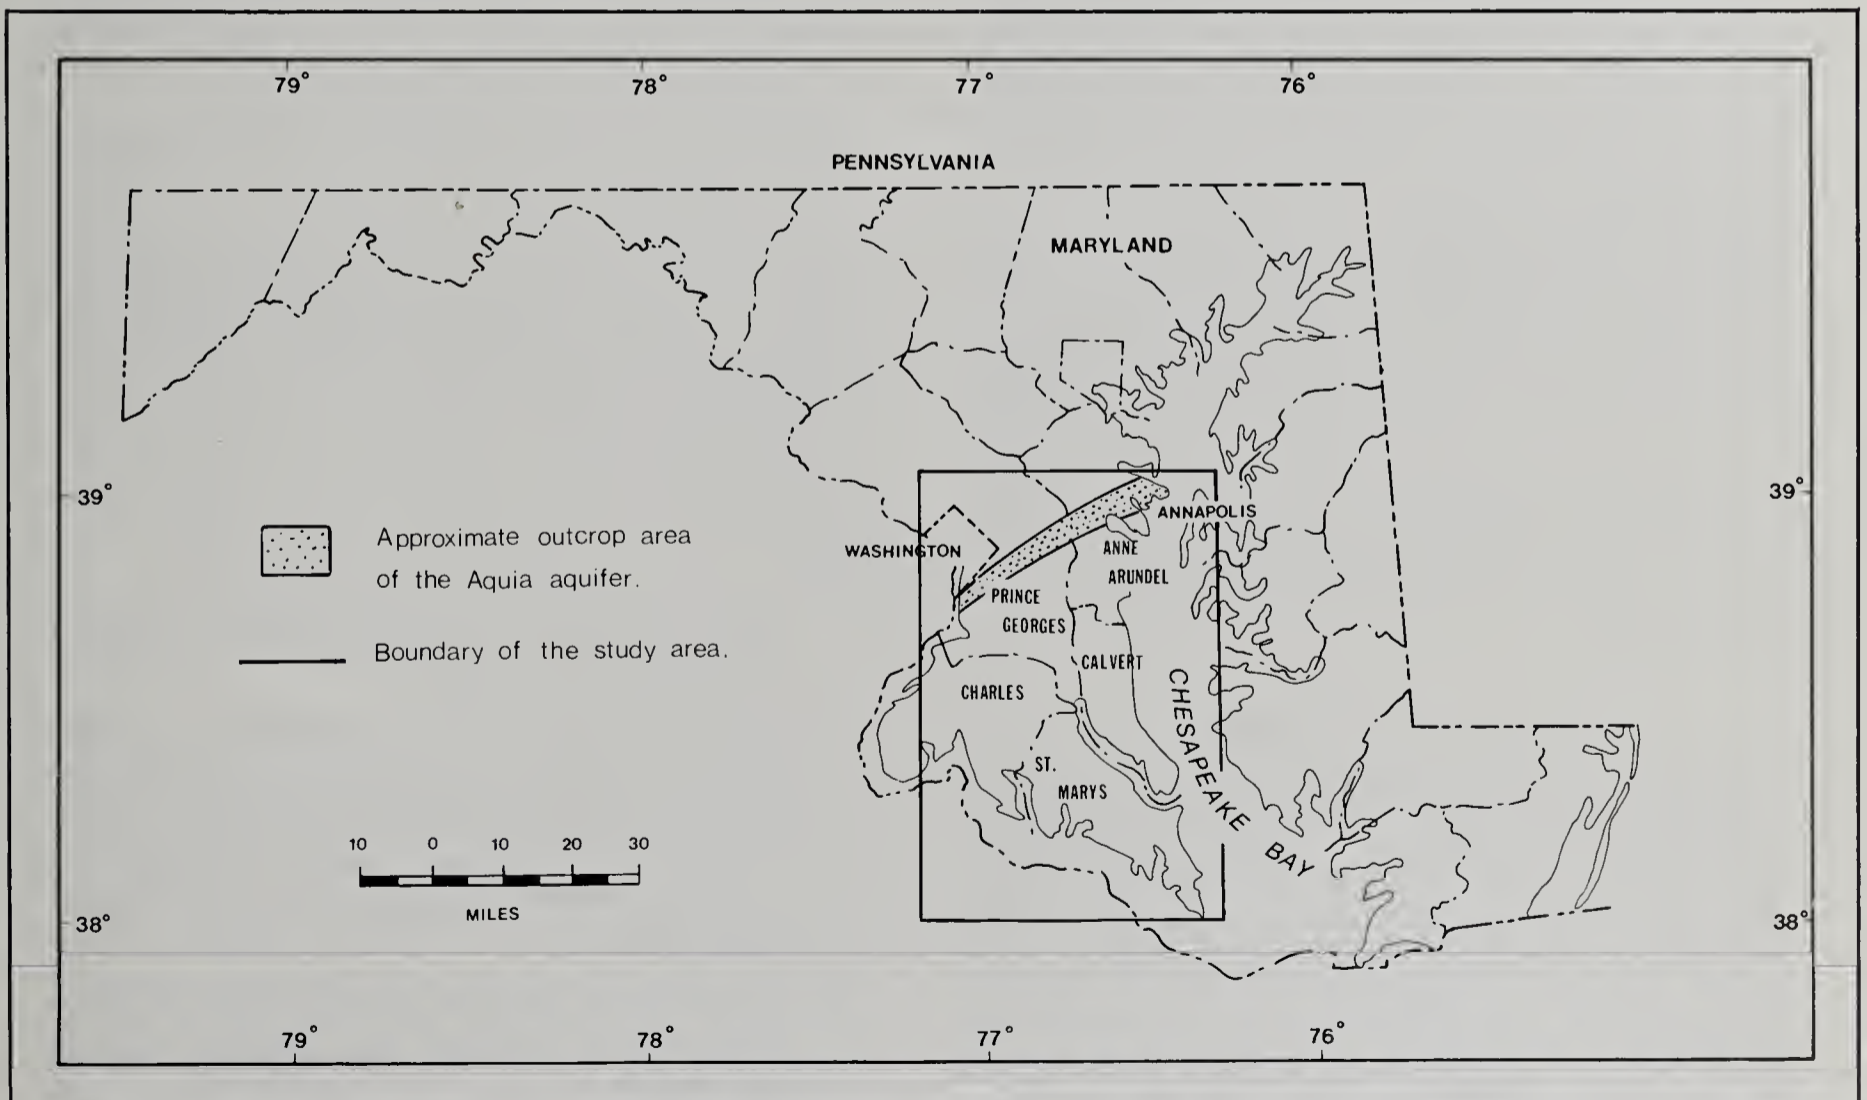 79° 78° 77° 76°
PENNSYLVANIA
MARYLAND
39° 39°
ANNAPOLIS
WASHINGTON
ANNE
ARUNDEL
PRINCE
GEORGES
CALVERT
CHARLES
ST.
MARYS
CHESAPEAKE
BAY
Approximate outcrop area
of the Aquia aquifer.
Boundary of the study area.
10 0 10 20 30
MILES
38° 38°
79° 78° 77° 76°